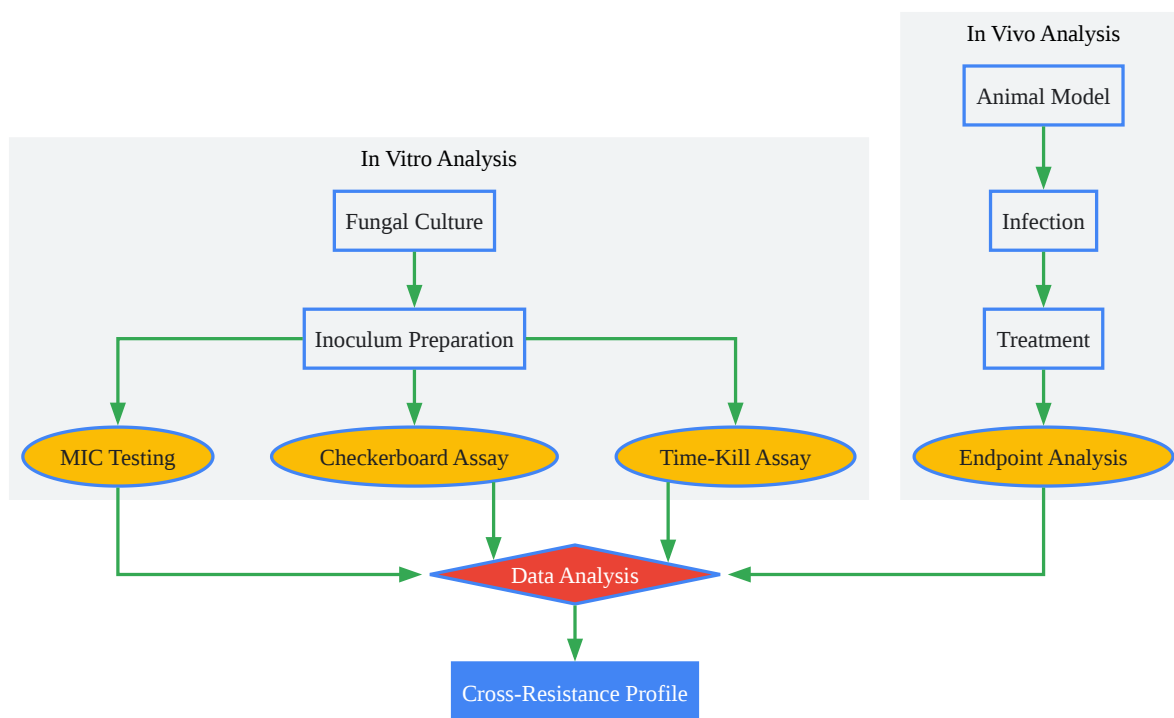 In Vivo Analysis
Animal Model
In Vitro Analysis
Fungal Culture
Infection
Inoculum Preparation
Treatment
MIC Testing
Checkerboard Assay
Time-Kill Assay
Endpoint Analysis
Data Analysis
Cross-Resistance Profile